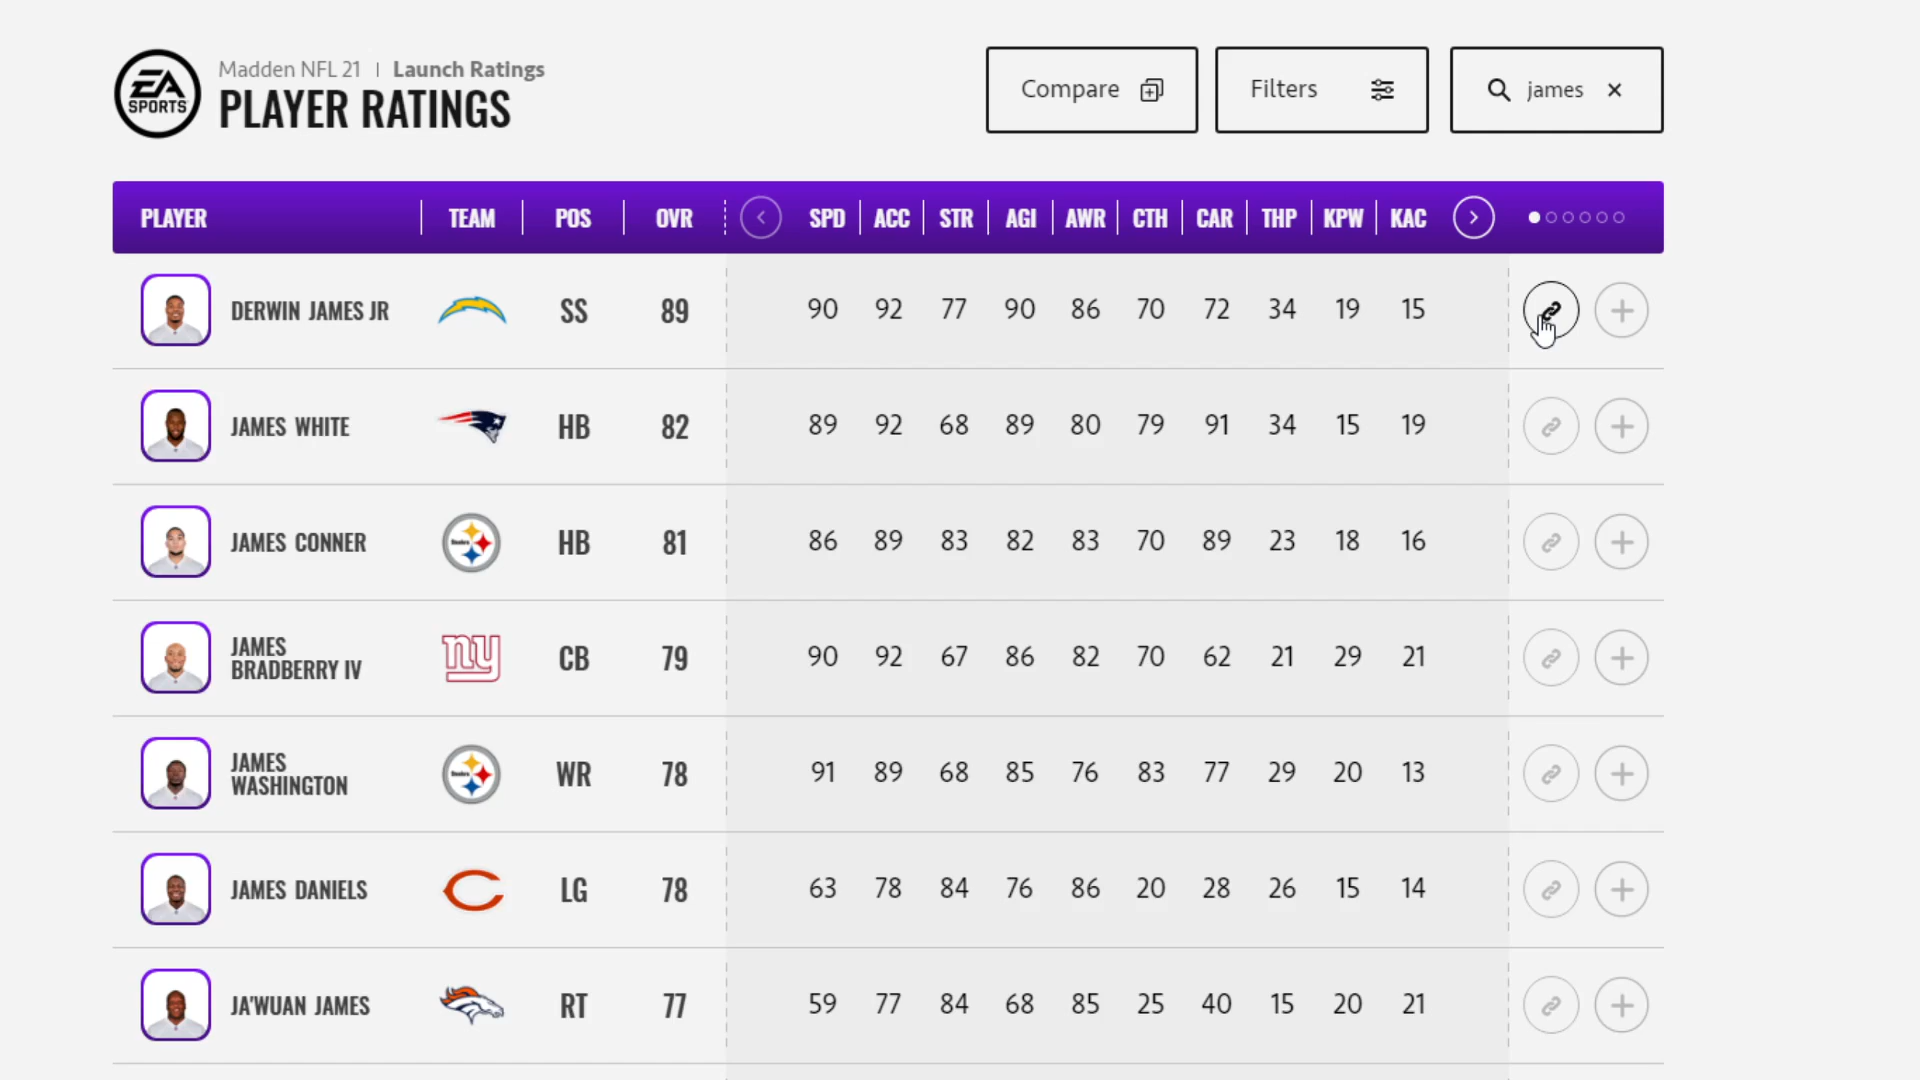 EA SPORTS
Madden NFL 21 | Launch Ratings
PLAYER RATINGS
Compare Filters james ×
PLAYER TEAM POS OVR SPD ACC STR AGI AWR CTH CAR THP KPW KAC
DERWIN JAMES JR SS 89 90 92 77 90 86 70 72 34 19 15
JAMES WHITE HB 82 89 92 68 89 80 79 91 34 15 19
JAMES CONNER Steelers HB 81 86 89 83 82 83 70 89 23 18 16
JAMES
BRADBERRY IV ny CB 79 90 92 67 86 82 70 62 21 29 21
JAMES
WASHINGTON Steelers WR 78 91 89 68 85 76 83 77 29 20 13
JAMES DANIELS C LG 78 63 78 84 76 86 20 28 26 15 14
JA'WUAN JAMES RT 77 59 77 84 68 85 25 40 15 20 21